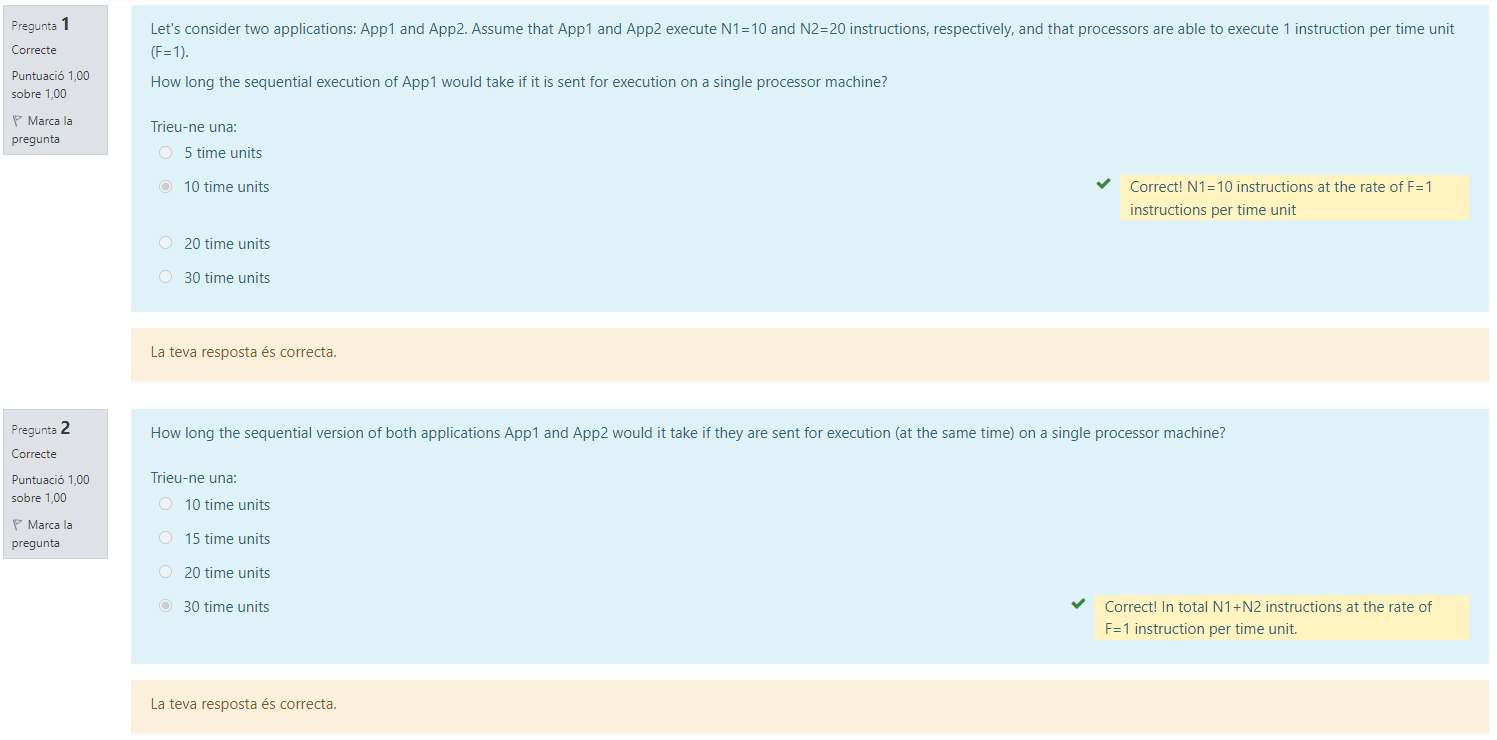 Pregunta 1
Correcte
Puntuació 1,00
sobre 1,00
Marca la
pregunta
Let's consider two applications: App1 and App2. Assume that App1 and App2 execute N1=10 and N2=20 instructions, respectively, and that processors are able to execute 1 instruction per time unit
(F=1).
How long the sequential execution of App1 would take if it is sent for execution on a single processor machine?
Trieu-ne una:
5 time units
10 time units
Correct! N1=10 instructions at the rate of F=1
instructions per time unit
20 time units
30 time units
La teva resposta és correcta.
Pregunta 2
Correcte
Puntuació 1,00
sobre 1,00
Marca la
pregunta
How long the sequential version of both applications App1 and App2 would it take if they are sent for execution (at the same time) on a single processor machine?
Trieu-ne una:
10 time units
15 time units
20 time units
30 time units
Correct! In total N1+N2 instructions at the rate of
F=1 instruction per time unit.
La teva resposta és correcta.